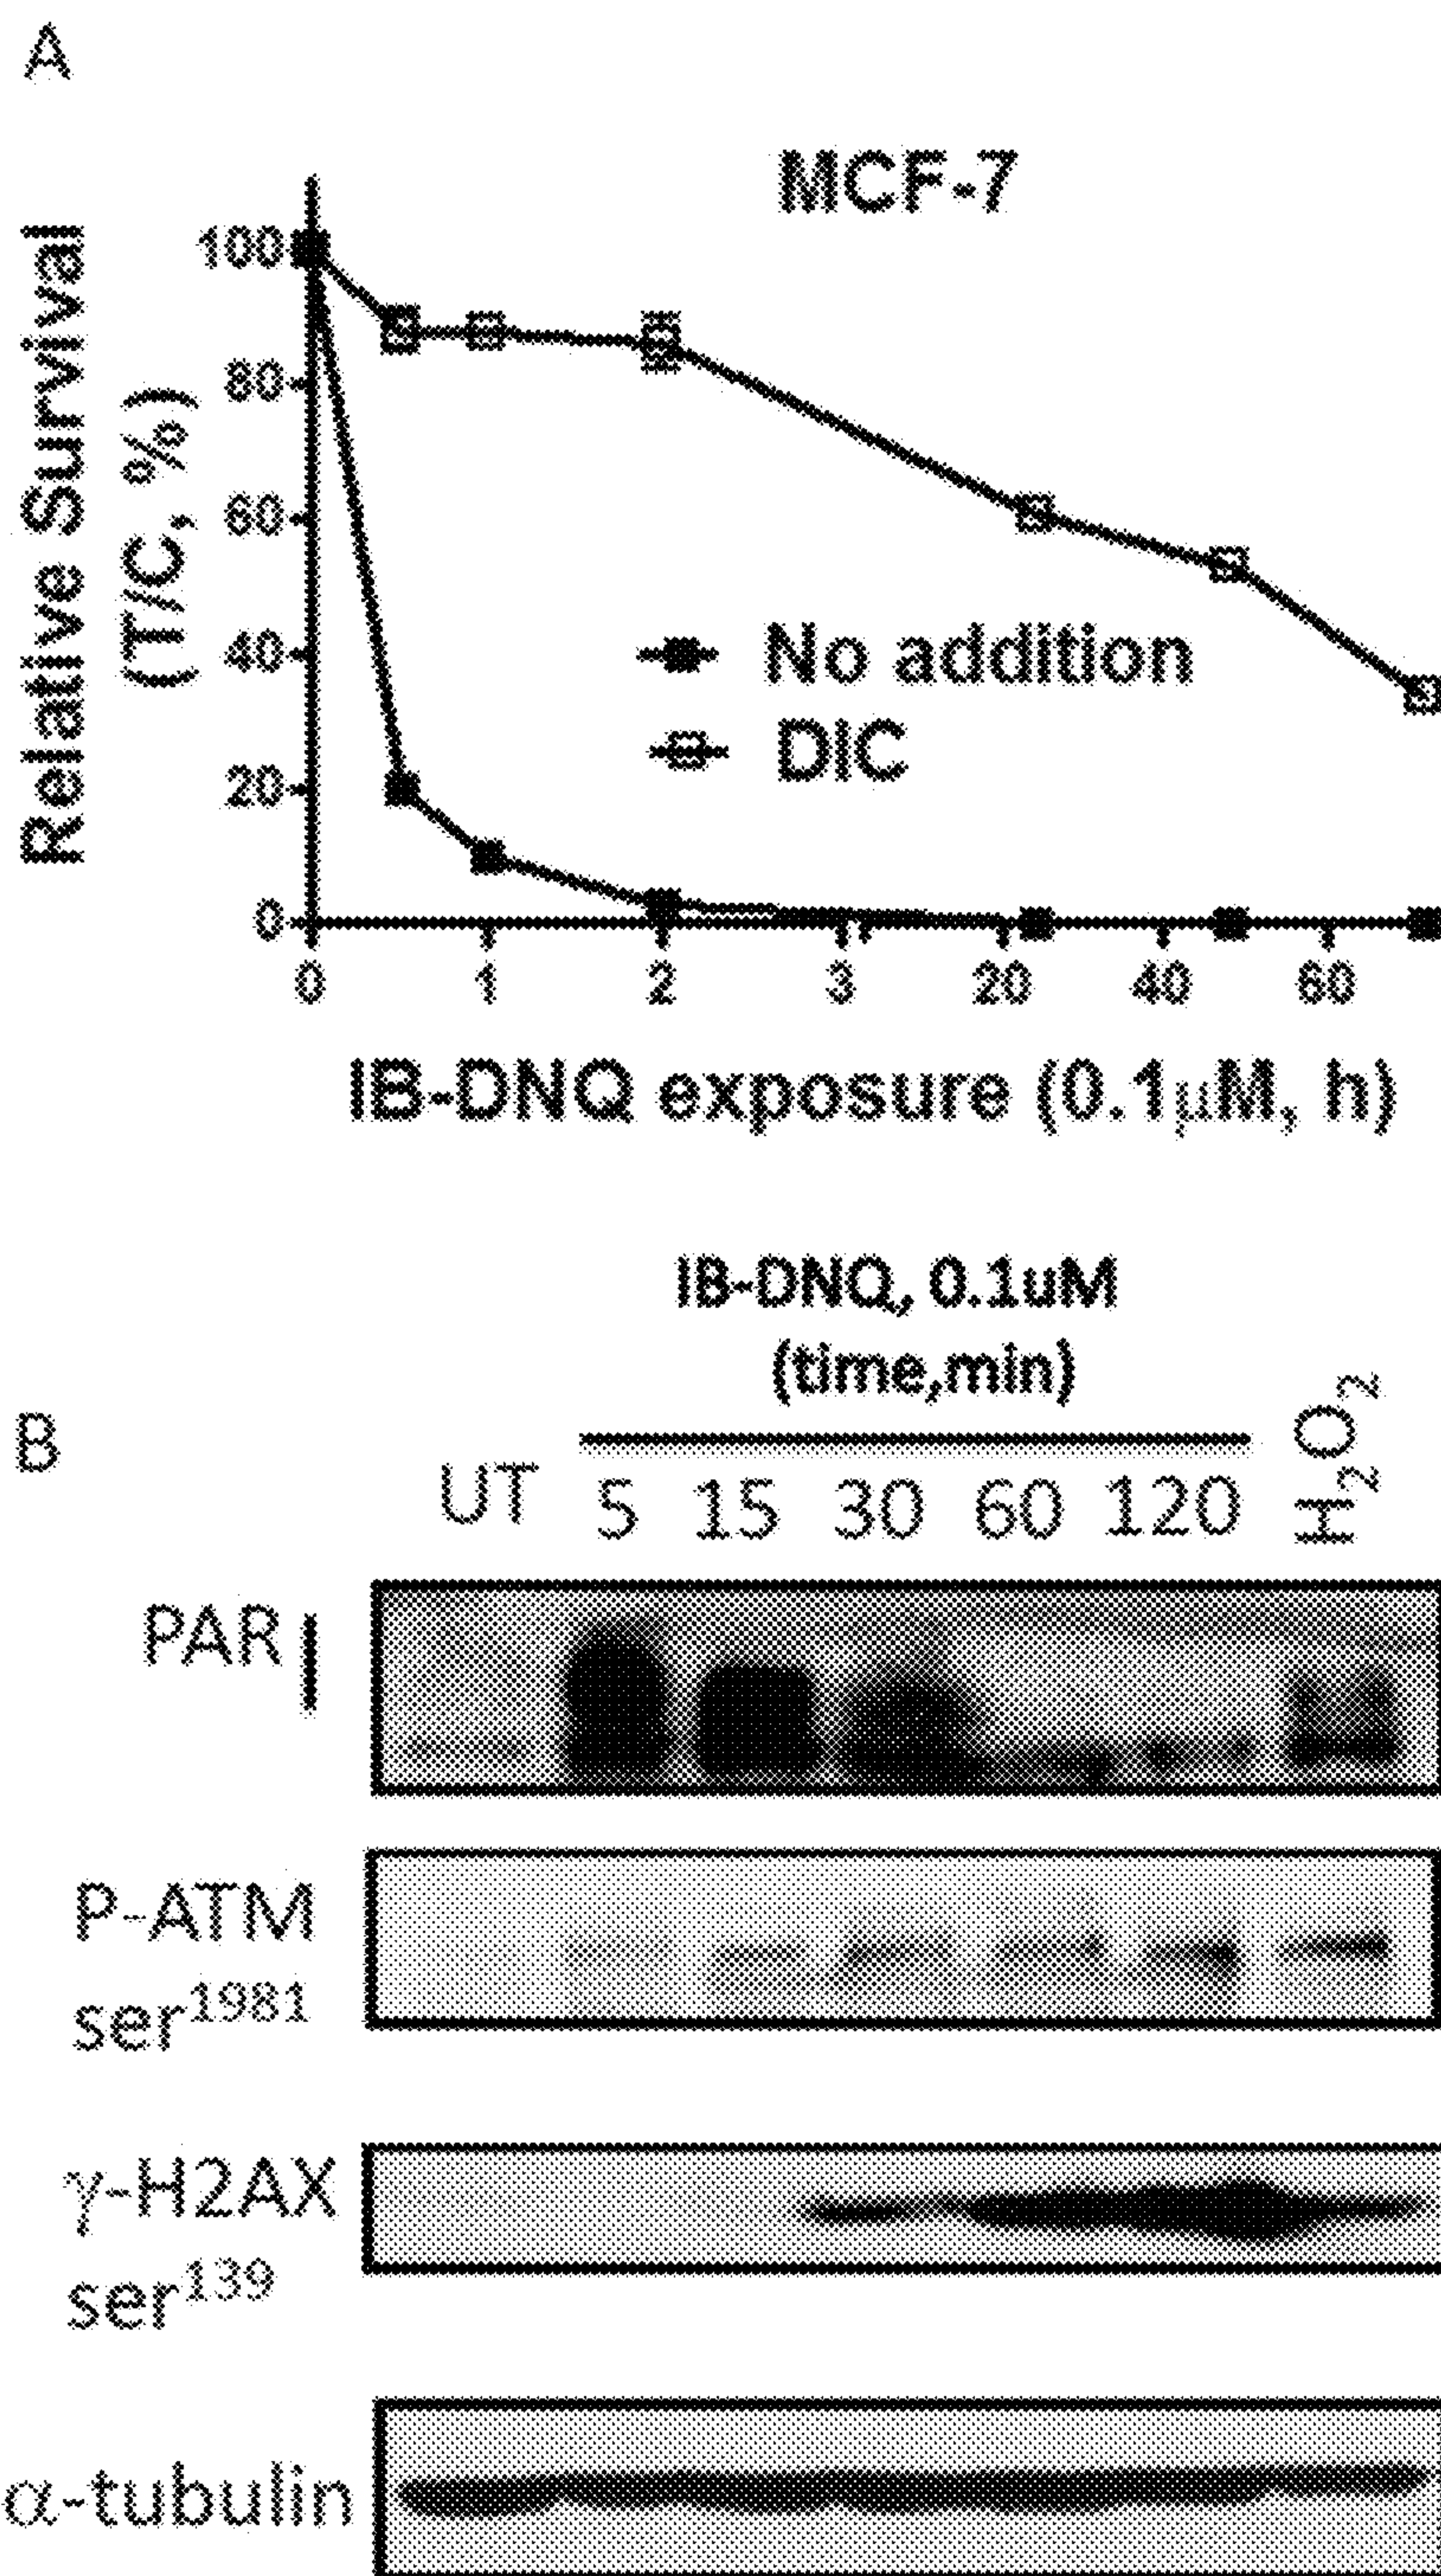 A
MCF-7
Relative Survival
(T/C, %)
100
80
60
40
20
0
No addition
DIC
0 1 2 3 20 40 60
IB-DNQ exposure (0.1μM, h)
B
IB-DNQ, 0.1uM
(time,min)
UT 5 15 30 60 120 H₂O₂
PAR
P-ATM
ser¹⁹⁸¹
γ-H2AX
ser¹³⁹
α-tubulin